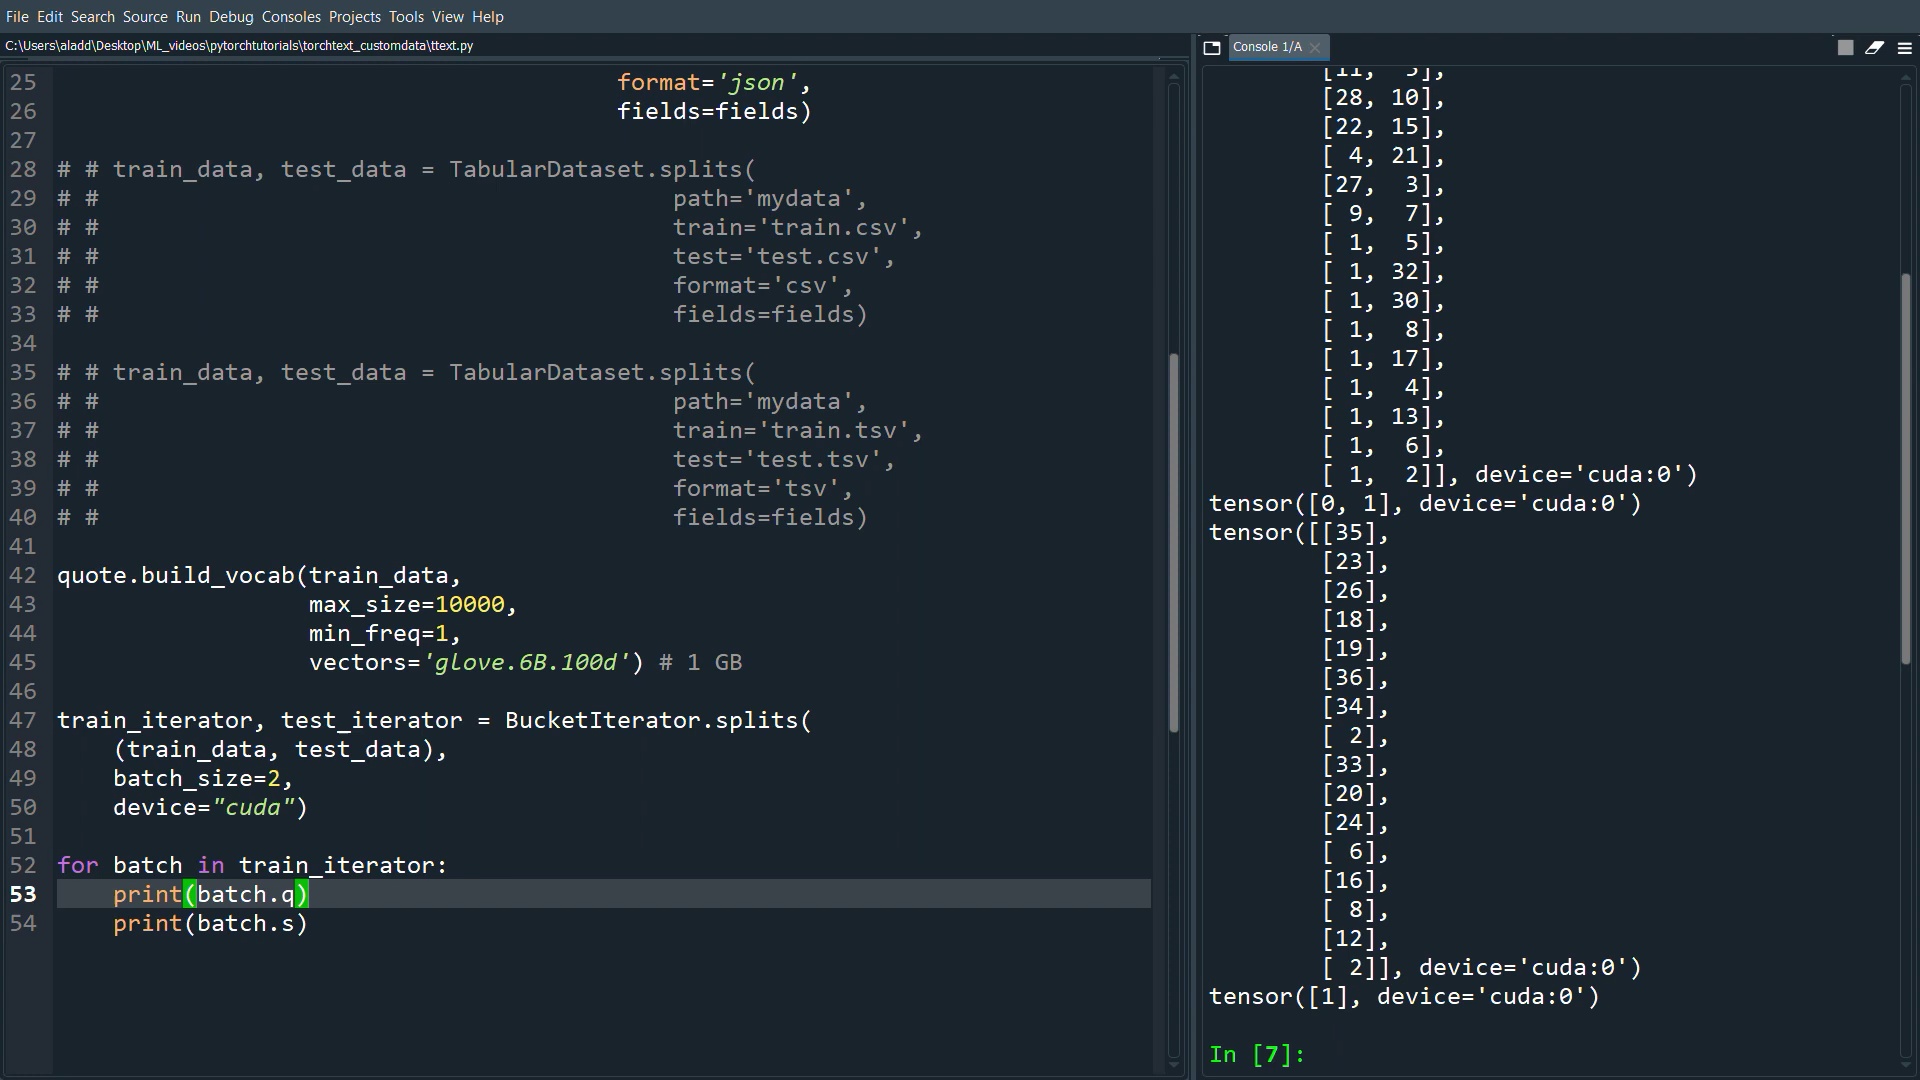 File Edit Search Source Run Debug Consoles Projects Tools View Help
C:\Users\aladd\Desktop\ML_videos\pytorchtutorials\torchtext_customdata\ttext.py
25 format='json',
26 fields=fields)
27
28 # # train_data, test_data = TabularDataset.splits(
29 # # path='mydata',
30 # # train='train.csv',
31 # # test='test.csv',
32 # # format='csv',
33 # # fields=fields)
34
35 # # train_data, test_data = TabularDataset.splits(
36 # # path='mydata',
37 # # train='train.tsv',
38 # # test='test.tsv',
39 # # format='tsv',
40 # # fields=fields)
41
42 quote.build_vocab(train_data,
43 max_size=10000,
44 min_freq=1,
45 vectors='glove.6B.100d') # 1 GB
46
47 train_iterator, test_iterator = BucketIterator.splits(
48 (train_data, test_data),
49 batch_size=2,
50 device="cuda")
51
52 for batch in train_iterator:
53 print(batch.q)
54 print(batch.s)
Console 1/A
[28, 10],
[22, 15],
[ 4, 21],
[27, 3],
[ 9, 7],
[ 1, 5],
[ 1, 32],
[ 1, 30],
[ 1, 8],
[ 1, 17],
[ 1, 4],
[ 1, 13],
[ 1, 6],
[ 1, 2]], device='cuda:0')
tensor([0, 1], device='cuda:0')
tensor([[35],
[23],
[26],
[18],
[19],
[36],
[34],
[ 2],
[33],
[20],
[24],
[ 6],
[16],
[ 8],
[12],
[ 2]], device='cuda:0')
tensor([1], device='cuda:0')
In [7]: